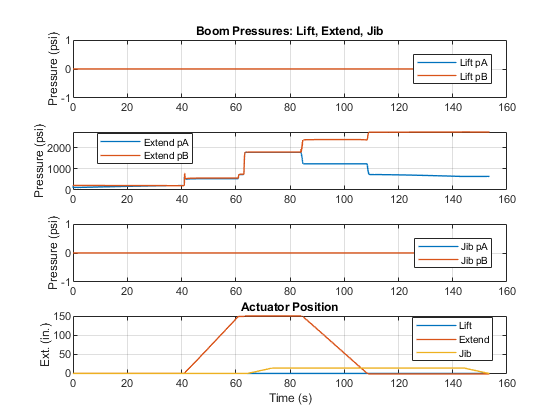 Boom Pressures: Lift, Extend, Jib
Pressure (psi)
1
0
-1
Lift pA
Lift pB
0 20 40 60 80 100 120 140 160
Pressure (psi)
2000
1000
0
Extend pA
Extend pB
0 20 40 60 80 100 120 140 160
Pressure (psi)
1
0
-1
Jib pA
Jib pB
0 20 40 60 80 100 120 140 160
Actuator Position
Ext. (in.)
150
100
50
0
Lift
Extend
Jib
0 20 40 60 80 100 120 140 160
Time (s)